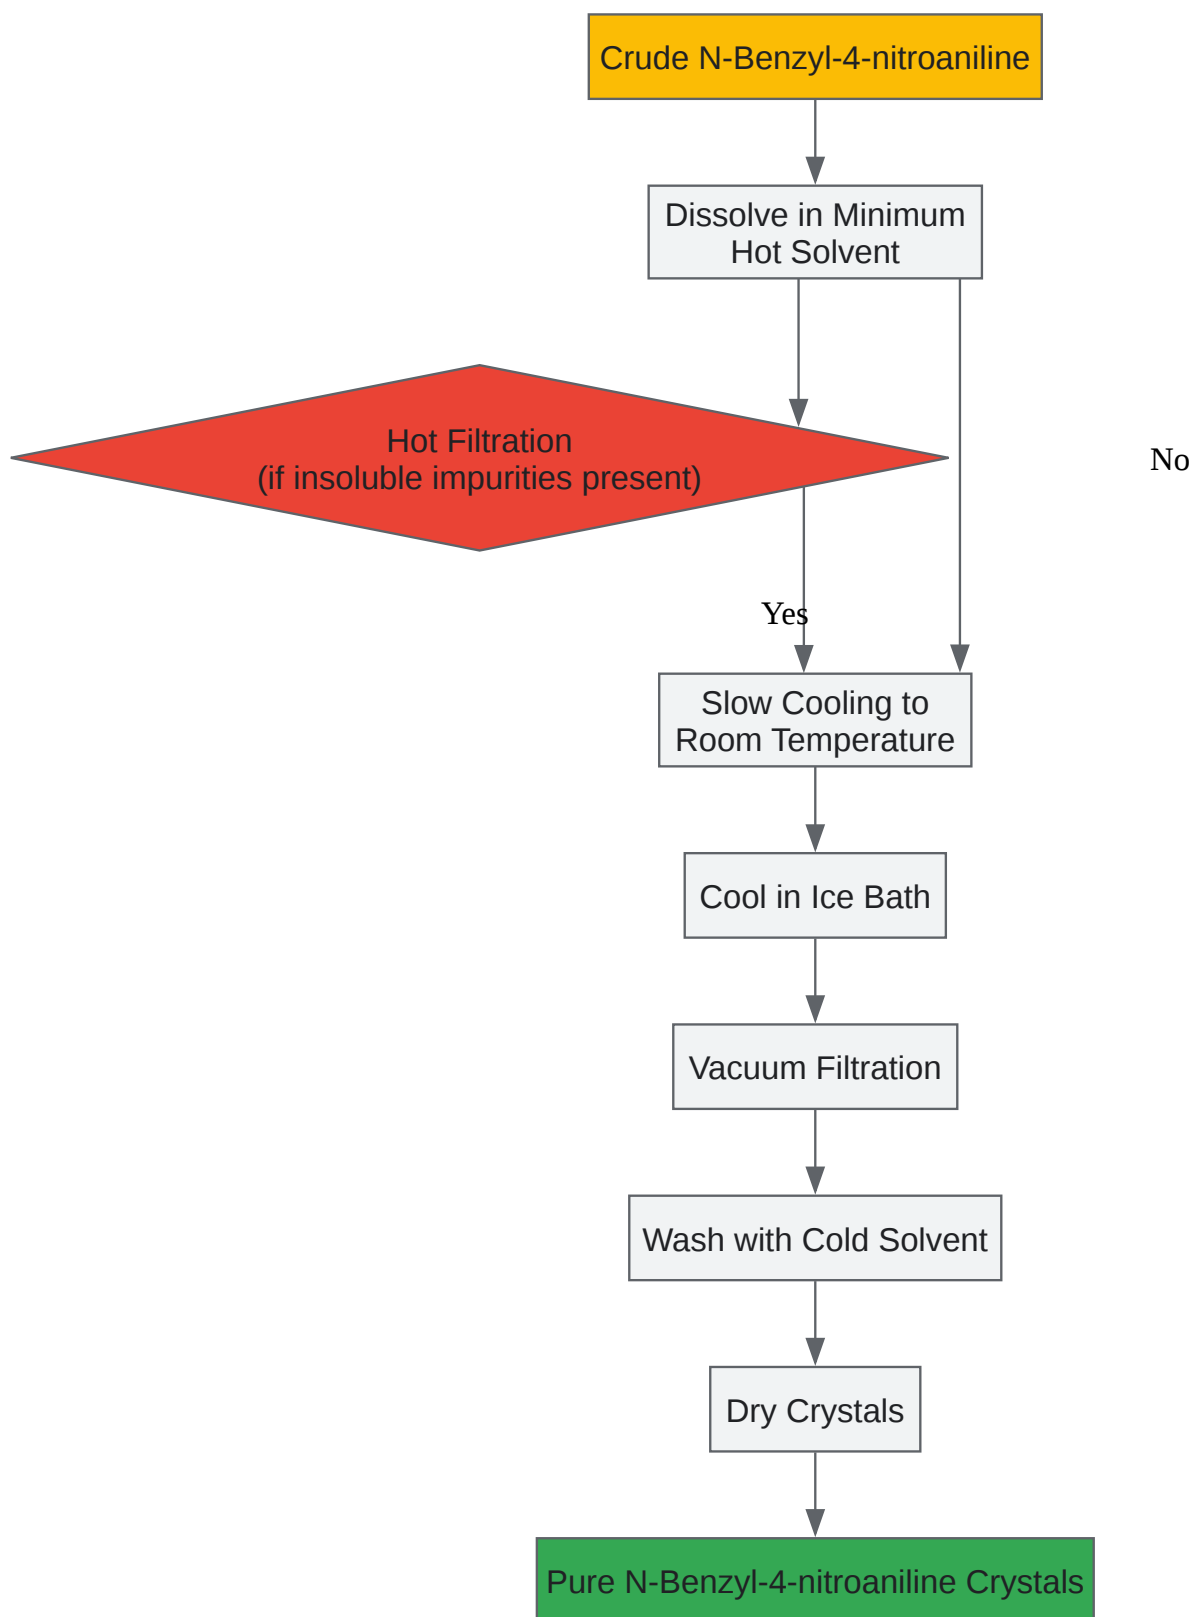 Crude N-Benzyl-4-nitroaniline
Dissolve in Minimum
Hot Solvent
Hot Filtration
(if insoluble impurities present)
No
Yes
Slow Cooling to
Room Temperature
Cool in Ice Bath
Vacuum Filtration
Wash with Cold Solvent
Dry Crystals
Pure N-Benzyl-4-nitroaniline Crystals